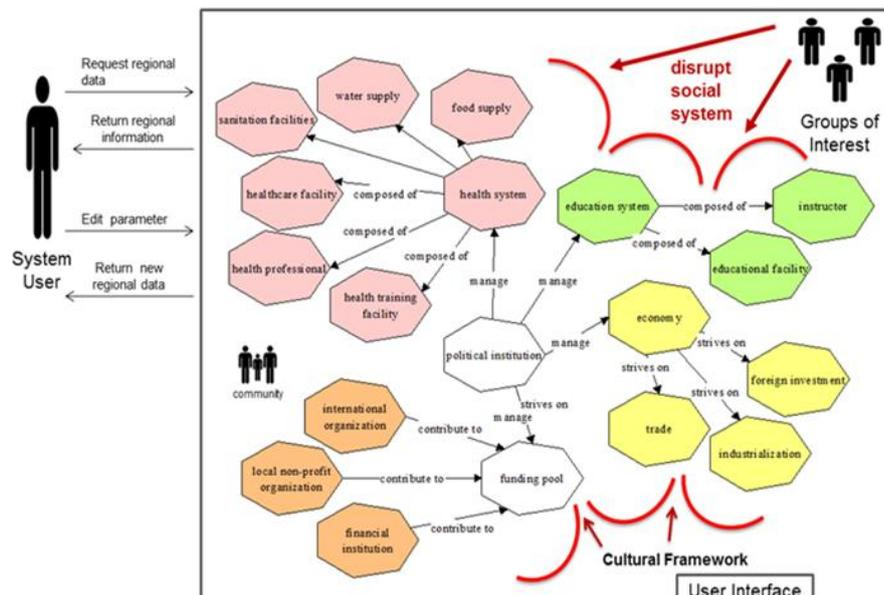 Request regional
data
Return regional
information
Edit parameter
Return new
regional data
System
User
water supply
food supply
sanitation facilities
healthcare facility
composed of
health system
health professional
composed of
health training
facility
disrupt
social
system
Groups of
Interest
education system
composed of
instructor
composed of
educational facility
manage
manage
community
political institution
manage
economy
strives on
foreign investment
strives on
strives on
manage
trade
industrialization
international
organization
contribute to
local non-profit
organization
contribute to
funding pool
financial
institution
contribute to
Cultural Framework
User Interface